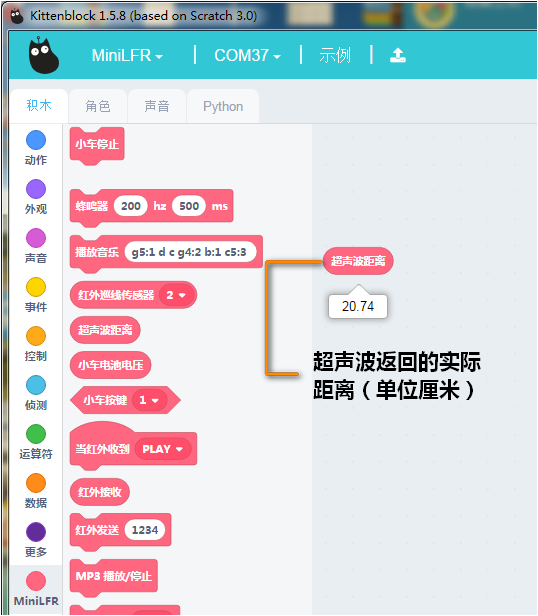 Kittenblock 1.5.8 (based on Scratch 3.0)
MiniLFR
COM37
示例
积木
角色
声音
Python
动作
外观
声音
事件
控制
侦测
运算符
数据
更多
MiniLFR
小车停止
蜂鸣器 200 hz 500 ms
播放音乐 g5:1 d c g4:2 b:1 c5:3
红外巡线传感器 2
超声波距离
小车电池电压
小车按键 1
当红外收到 PLAY
红外接收
红外发送 1234
MP3 播放/停止
超声波距离
20.74
超声波返回的实际
距离（单位厘米）